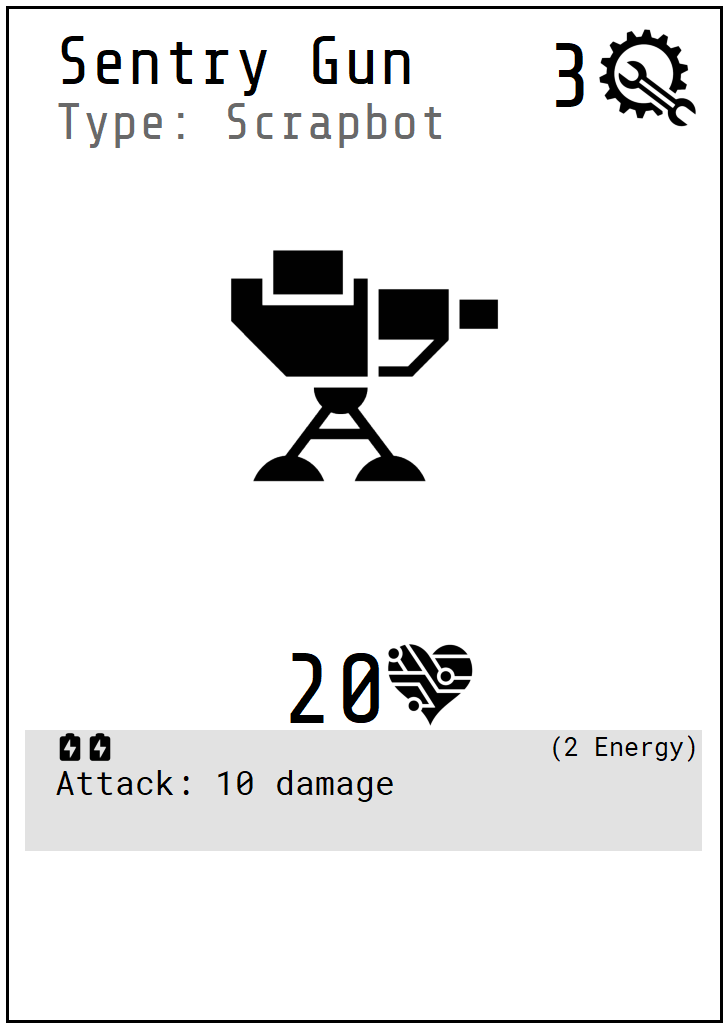 Sentry Gun
3
Type: Scrapbot
20
(2 Energy)
Attack: 10 damage